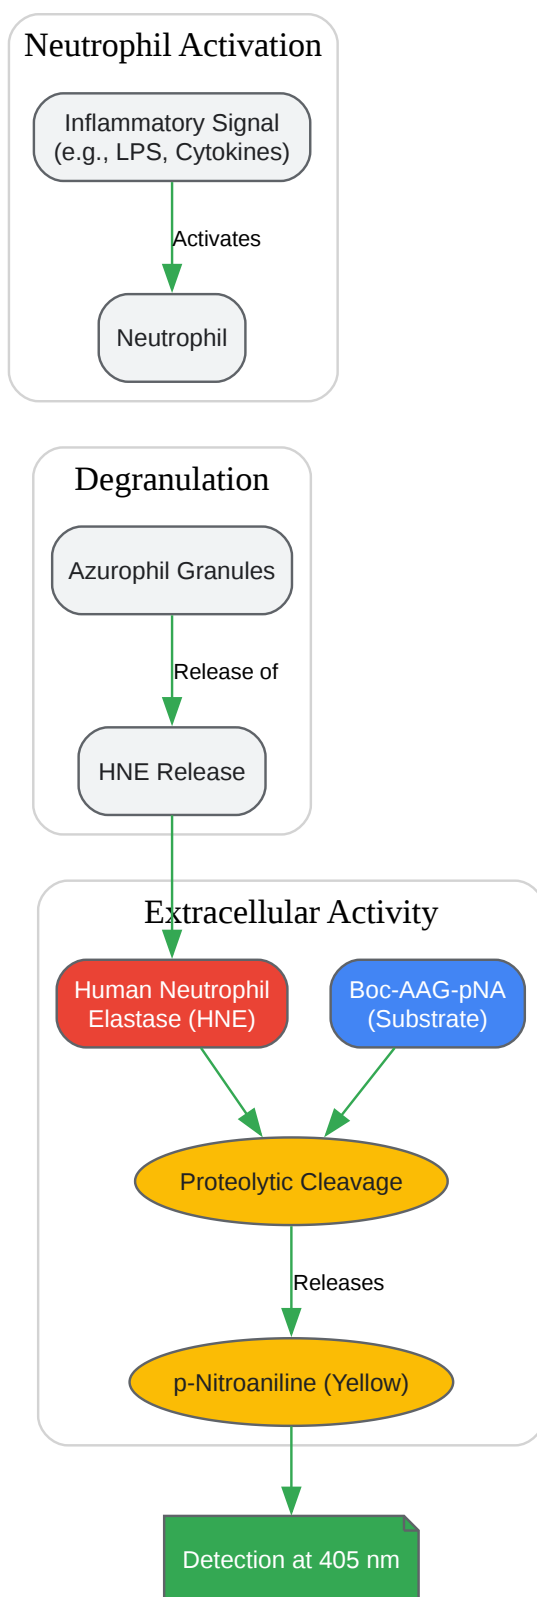 Neutrophil Activation
Inflammatory Signal
(e.g., LPS, Cytokines)
Activates
Neutrophil
Degranulation
Azurophil Granules
Release of
HNE Release
Extracellular Activity
Human Neutrophil
Elastase (HNE)
Boc-AAG-pNA
(Substrate)
Proteolytic Cleavage
Releases
p-Nitroaniline (Yellow)
Detection at 405 nm